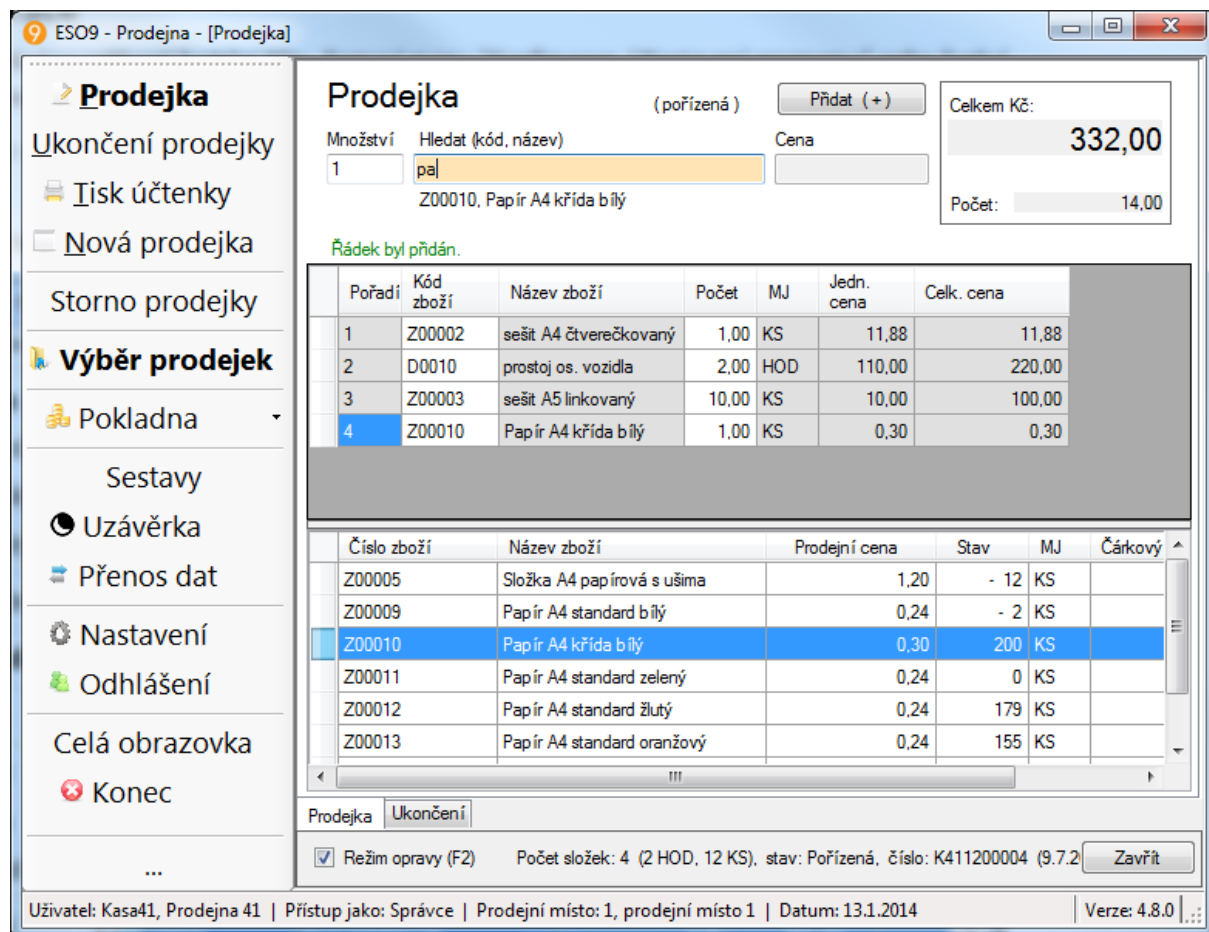 ESO9 - Prodejna - [Prodejka]
Prodejka
Ukončení prodejky
Tisk účtenky
Nová prodejka
Storno prodejky
Výběr prodejek
Pokladna
Sestavy
Uzávěrka
Přenos dat
Nastavení
Odhlášení
Celá obrazovka
Konec
...
Prodejka (pořízená) Přidat (+)
Celkem Kč:
332,00
Počet: 14,00
Množství Hledat (kód, název) Cena
1 pa
Z00010, Papír A4 křída bílý
Řádek byl přidán.
Pořadí Kód zboží Název zboží Počet MJ Jedn. cena Celk. cena
1 Z00002 sešit A4 čtverečkovaný 1,00 KS 11,88 11,88
2 D0010 prostoj os. vozidla 2,00 HOD 110,00 220,00
3 Z00003 sešit A5 linkovaný 10,00 KS 10,00 100,00
4 Z00010 Papír A4 křída bílý 1,00 KS 0,30 0,30
Číslo zboží Název zboží Prodejní cena Stav MJ Čárkový
Z00005 Složka A4 papírová s ušima 1,20 - 12 KS
Z00009 Papír A4 standard bílý 0,24 - 2 KS
Z00010 Papír A4 křída bílý 0,30 200 KS
Z00011 Papír A4 standard zelený 0,24 0 KS
Z00012 Papír A4 standard žlutý 0,24 179 KS
Z00013 Papír A4 standard oranžový 0,24 155 KS
Prodejka Ukončení
Režim opravy (F2) Počet složek: 4 (2 HOD, 12 KS), stav: Pořízená, číslo: K411200004 (9.7.2 Zavřít
Uživatel: Kasa41, Prodejna 41 | Přístup jako: Správce | Prodejní místo: 1, prodejní místo 1 | Datum: 13.1.2014 Verze: 4.8.0